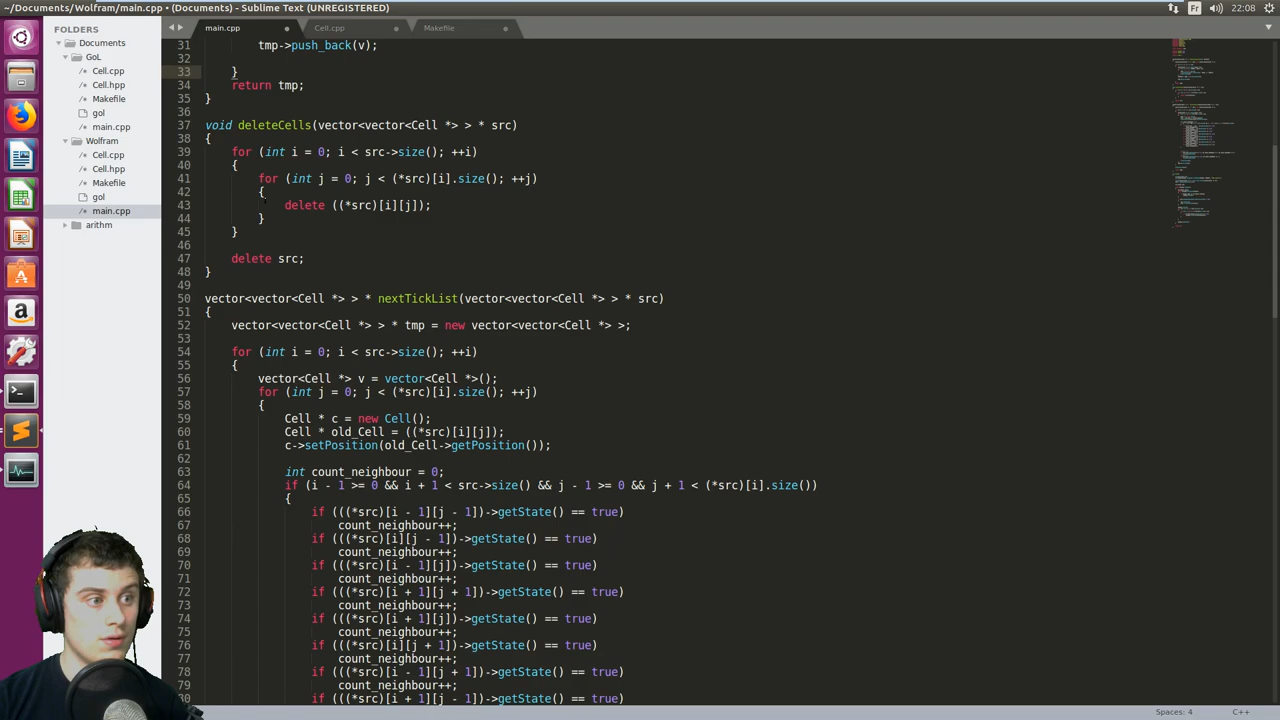 ~/Documents/Wolfram/main.cpp • (Documents) - Sublime Text (UNREGISTERED)
Fr
22:08
FOLDERS
Documents
GoL
Cell.cpp
Cell.hpp
Makefile
gol
main.cpp
Wolfram
Cell.cpp
Cell.hpp
Makefile
gol
main.cpp
arithm
main.cpp
Cell.cpp
Makefile
31 tmp->push_back(v);
32
33 }
34 return tmp;
35 }
36
37 void deleteCells(vector<vector<Cell *> > * src)
38 {
39 for (int i = 0; i < src->size(); ++i)
40 {
41 for (int j = 0; j < (*src)[i].size(); ++j)
42 {
43 delete ((*src)[i][j]);
44 }
45 }
46
47 delete src;
48 }
49
50 vector<vector<Cell *> > * nextTickList(vector<vector<Cell *> > * src)
51 {
52 vector<vector<Cell *> > * tmp = new vector<vector<Cell *> >;
53
54 for (int i = 0; i < src->size(); ++i)
55 {
56 vector<Cell *> v = vector<Cell *>();
57 for (int j = 0; j < (*src)[i].size(); ++j)
58 {
59 Cell * c = new Cell();
60 Cell * old_Cell = ((*src)[i][j]);
61 c->setPosition(old_Cell->getPosition());
62
63 int count_neighbour = 0;
64 if (i - 1 >= 0 && i + 1 < src->size() && j - 1 >= 0 && j + 1 < (*src)[i].size())
65 {
66 if (((*src)[i - 1][j - 1])->getState() == true)
67 count_neighbour++;
68 if (((*src)[i][j - 1])->getState() == true)
69 count_neighbour++;
70 if (((*src)[i - 1][j])->getState() == true)
71 count_neighbour++;
72 if (((*src)[i + 1][j + 1])->getState() == true)
73 count_neighbour++;
74 if (((*src)[i + 1][j])->getState() == true)
75 count_neighbour++;
76 if (((*src)[i][j + 1])->getState() == true)
77 count_neighbour++;
78 if (((*src)[i - 1][j + 1])->getState() == true)
79 count_neighbour++;
80 if (((*src)[i + 1][j - 1])->getState() == true)
Spaces: 4
C++